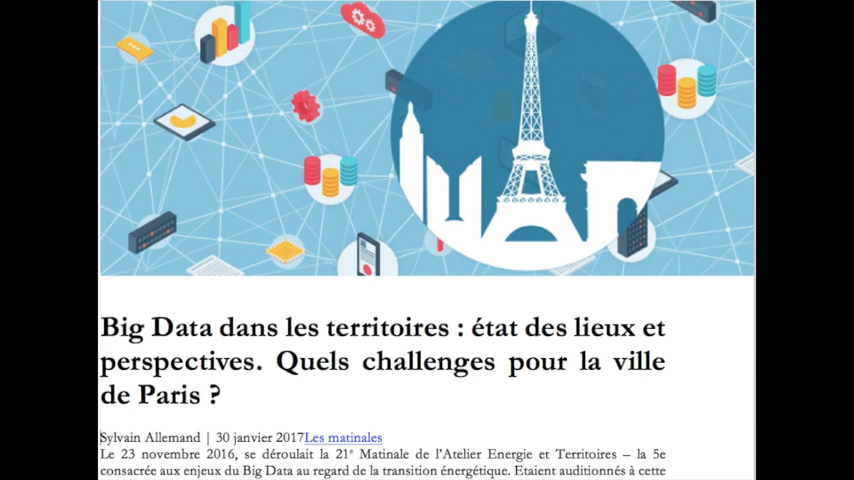 Big Data dans les territoires : état des lieux et
perspectives. Quels challenges pour la ville
de Paris ?
Sylvain Allemand | 30 janvier 2017Les matinales
Le 23 novembre 2016, se déroulait la 21e Matinale de l'Atelier Energie et Territoires – la 5e
consacrée aux enjeux du Big Data au regard de la transition énergétique. Etaient auditionnés à cette